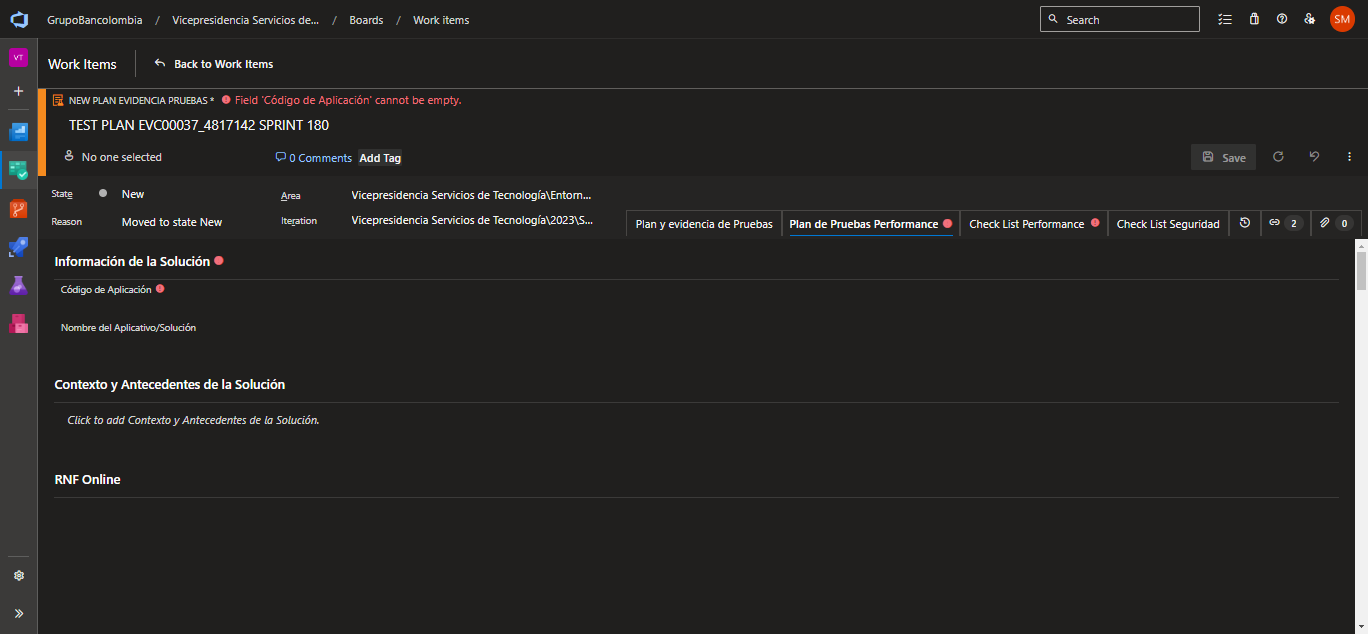 GrupoBancolombia / Vicepresidencia Servicios de... / Boards / Work items
Search
SM
VT
Work Items
Back to Work Items
NEW PLAN EVIDENCIA PRUEBAS * Field 'Código de Aplicación' cannot be empty.
TEST PLAN EVC00037_4817142 SPRINT 180
No one selected
0 Comments
Add Tag
Save
State
New
Area
Vicepresidencia Servicios de Tecnología\Entorn...
Reason
Moved to state New
Iteration
Vicepresidencia Servicios de Tecnología\2023\S...
Plan y evidencia de Pruebas
Plan de Pruebas Performance
Check List Performance
Check List Seguridad
2
0
Información de la Solución
Código de Aplicación
Nombre del Aplicativo/Solución
Contexto y Antecedentes de la Solución
Click to add Contexto y Antecedentes de la Solución.
RNF Online